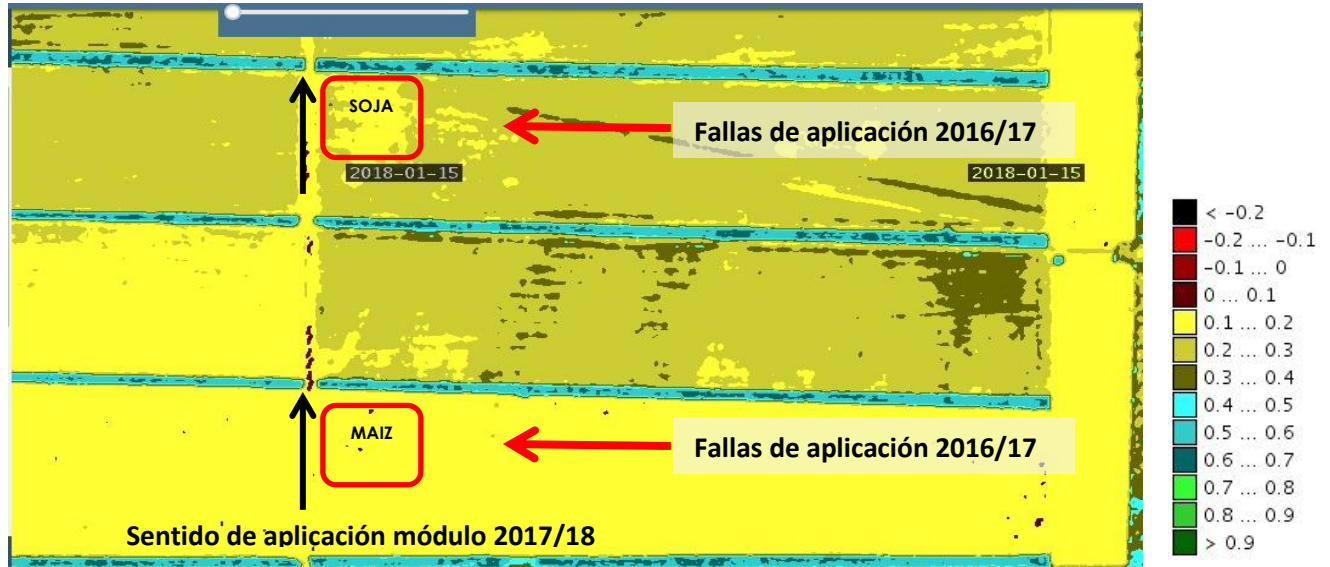 SOJA
Fallas de aplicación 2016/17
2018-01-15
2018-01-15
MAIZ
Fallas de aplicación 2016/17
Sentido de aplicación módulo 2017/18
< -0.2
-0.2 ... -0.1
-0.1 ... 0
0 ... 0.1
0.1 ... 0.2
0.2 ... 0.3
0.3 ... 0.4
0.4 ... 0.5
0.5 ... 0.6
0.6 ... 0.7
0.7 ... 0.8
0.8 ... 0.9
> 0.9